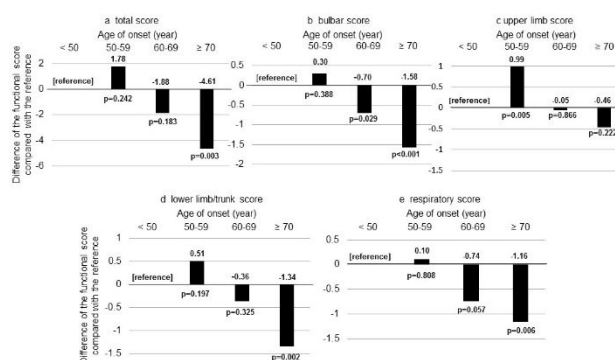 a total score
Age of onset (year)
< 50 50-59 60-69 ≥ 70
Difference of the functional score
compared with the reference
4
2
0
-2
-4
-6
[reference]
1.78
-1.88
-4.61
p=0.242
p=0.183
p=0.003
b bulbar score
Age of onset (year)
< 50 50-59 60-69 ≥ 70
0.5
0
-0.5
-1
-1.5
-2
[reference]
0.30
-0.70
-1.58
p=0.388
p=0.029
p<0.001
c upper limb score
Age of onset (year)
< 50 50-59 60-69 ≥ 70
1
0.5
0
-0.5
-1
[reference]
0.99
-0.05
-0.46
p=0.005
p=0.866
p=0.222
d lower limb/trunk score
Age of onset (year)
< 50 50-59 60-69 ≥ 70
Difference of the functional score
compared with the reference
1
0.5
0
-0.5
-1
-1.5
[reference]
0.51
-0.36
-1.34
p=0.197
p=0.325
p=0.002
e respiratory score
Age of onset (year)
< 50 50-59 60-69 ≥ 70
0.5
0
-0.5
-1
-1.5
[reference]
0.10
-0.74
-1.16
p=0.808
p=0.057
p=0.006